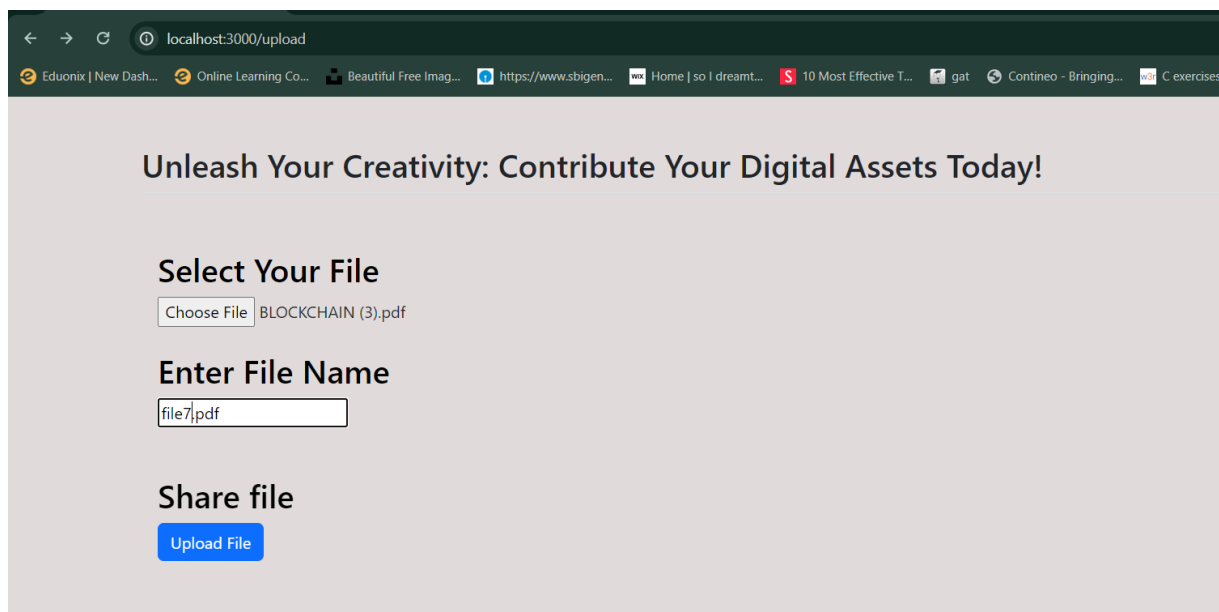 localhost:3000/upload
Eduonix | New Dash... Online Learning Co... Beautiful Free Imag... https://www.sbigen... WIX Home | so I dreamt... S 10 Most Effective T... gat Contineo - Bringing... w3r C exercises
Unleash Your Creativity: Contribute Your Digital Assets Today!
Select Your File
Choose File BLOCKCHAIN (3).pdf
Enter File Name
file7.pdf
Share file
Upload File